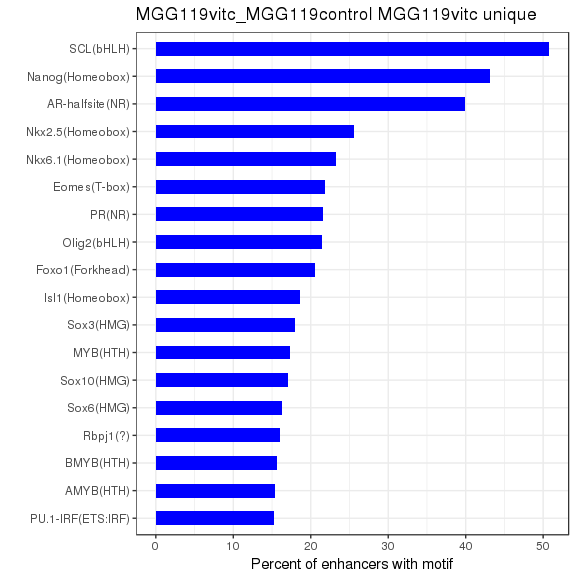 MGG119vitc_MGG119control MGG119vitc unique
SCL(bHLH)
Nanog(Homeobox)
AR-halfsite(NR)
Nkx2.5(Homeobox)
Nkx6.1(Homeobox)
Eomes(T-box)
PR(NR)
Olig2(bHLH)
Foxo1(Forkhead)
Isl1(Homeobox)
Sox3(HMG)
MYB(HTH)
Sox10(HMG)
Sox6(HMG)
Rbpj1(?)
BMYB(HTH)
AMYB(HTH)
PU.1-IRF(ETS:IRF)
0 10 20 30 40 50
Percent of enhancers with motif